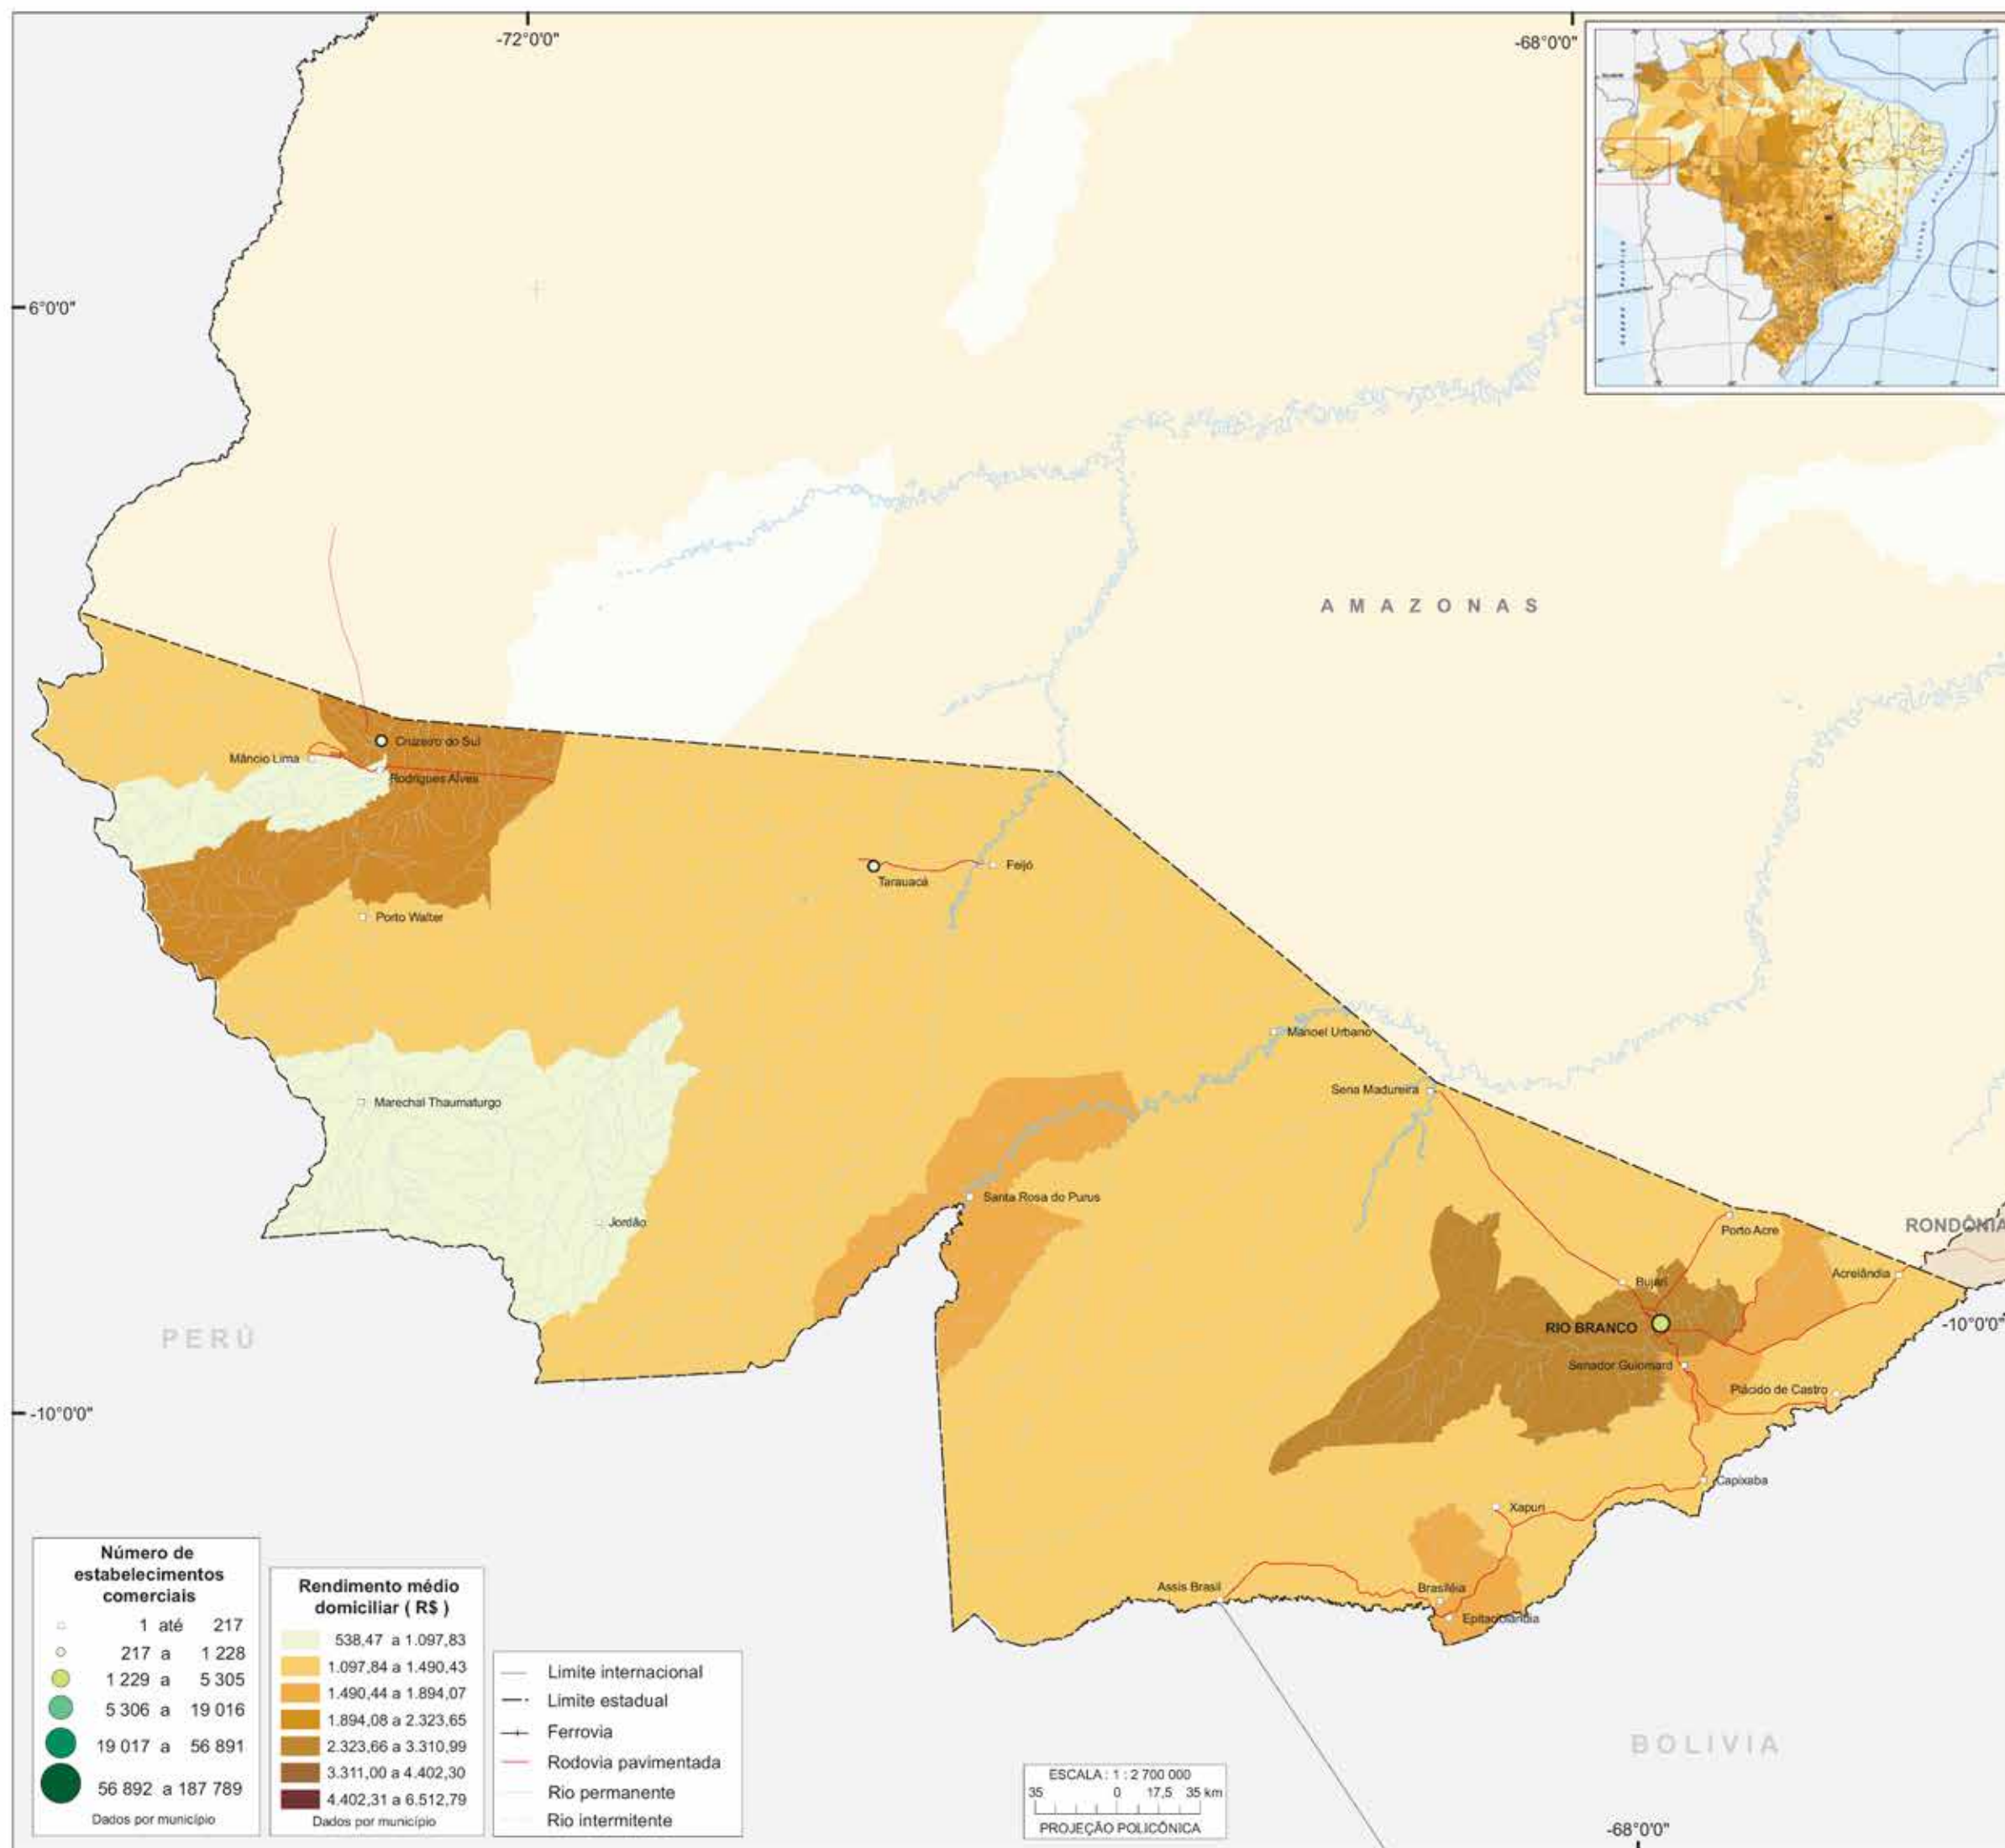 -72°0'0"
-68°0'0"
6°0'0"
AMAZONAS
Cruzeiro do Sul
Mâncio Lima
Rodrigues Alves
Tarauacá
Feijó
Porto Walter
Manoel Urbano
Sena Madureira
Marechal Thaumaturgo
Santa Rosa do Purus
Jordão
Porto Acre
RONDÔNIA
Acrelândia
Bujari
RIO BRANCO
-10°0'0"
PERÚ
Senador Guiomard
Plácido de Castro
-10°0'0"
Capixaba
Xapuri
Assis Brasil
Brasiléia
Epitaciolândia
BOLÍVIA
Número de
estabelecimentos
comerciais
1 até 217
217 a 1 228
1 229 a 5 305
5 306 a 19 016
19 017 a 56 891
56 892 a 187 789
Dados por município
Rendimento médio
domiciliar ( R$ )
538,47 a 1.097,83
1.097,84 a 1.490,43
1.490,44 a 1.894,07
1.894,08 a 2.323,65
2.323,66 a 3.310,99
3.311,00 a 4.402,30
4.402,31 a 6.512,79
Dados por município
Limite internacional
Limite estadual
Ferrovia
Rodovia pavimentada
Rio permanente
Rio intermitente
ESCALA : 1 : 2 700 000
35 0 17,5 35 km
PROJEÇÃO POLICÔNICA
-68°0'0"